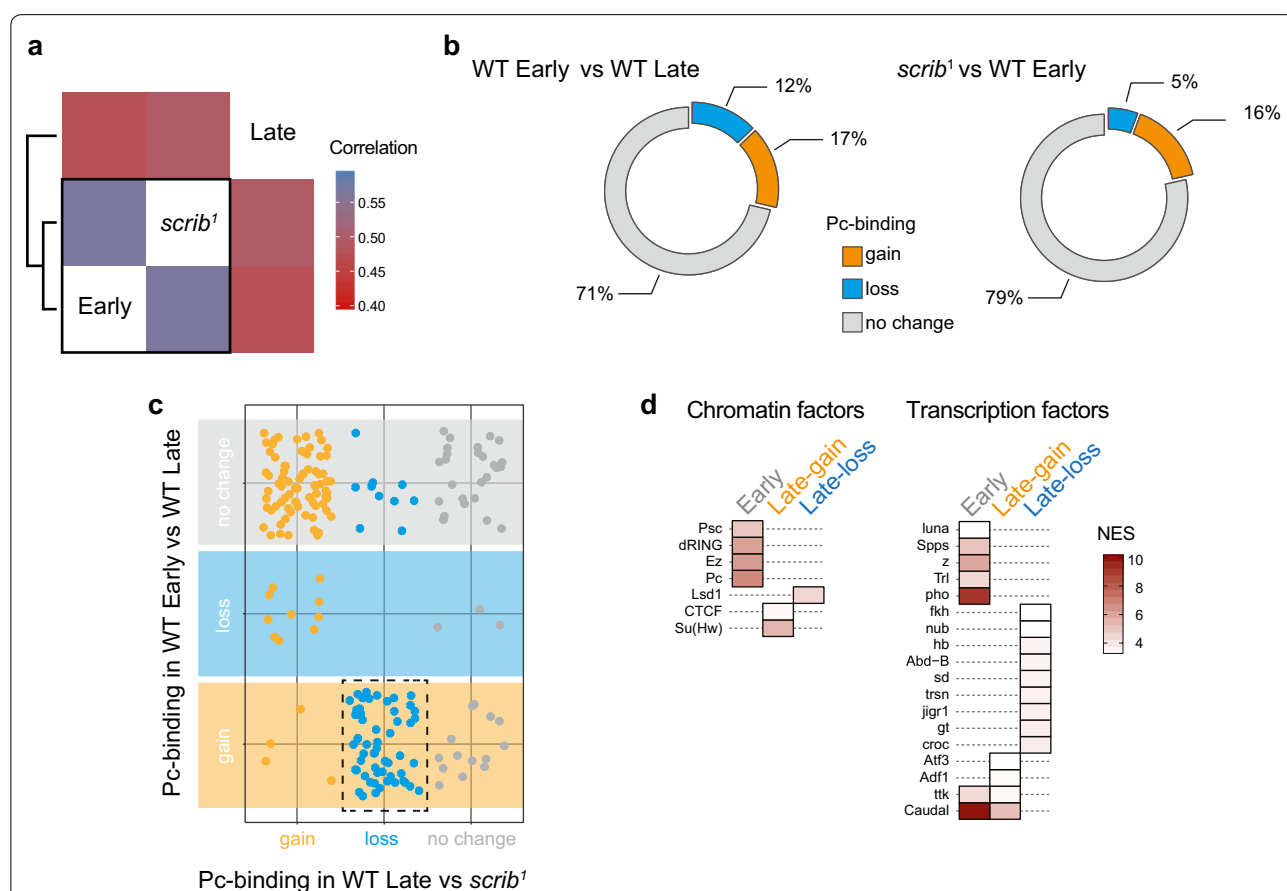 a
Late
scrib¹
Early
Correlation
0.55
0.50
0.45
0.40
b
WT Early vs WT Late
12%
17%
71%
Pc-binding
gain
loss
no change
scrib¹ vs WT Early
5%
16%
79%
c
Pc-binding in WT Early vs WT Late
no change
loss
gain
gain
loss
no change
Pc-binding in WT Late vs scrib¹
d
Chromatin factors
Early
Late-gain
Late-loss
Psc
dRING
Ez
Pc
Lsd1
CTCF
Su(Hw)
Transcription factors
Early
Late-gain
Late-loss
luna
Spps
z
Trl
pho
fkh
nub
hb
Abd−B
sd
trsn
jigr1
gt
croc
Atf3
Adf1
ttk
Caudal
NES
10
8
6
4